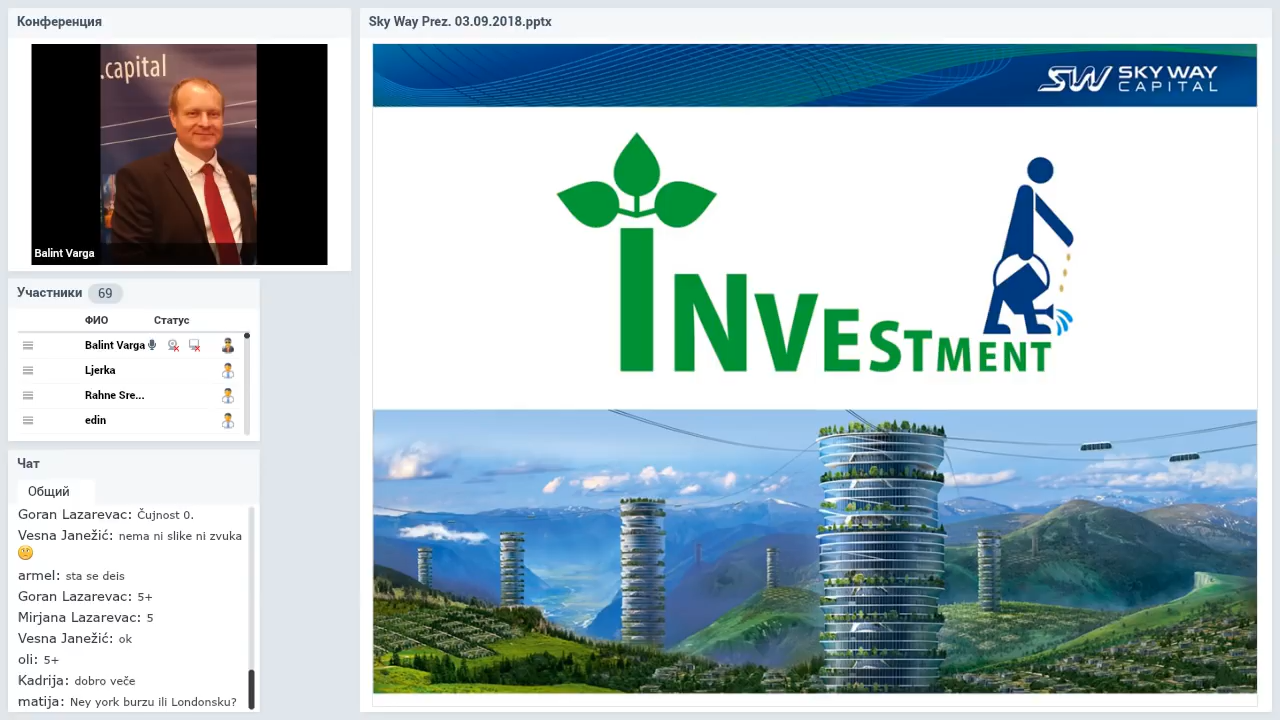 Конференция
.capital
Balint Varga
Участники 69
ФИО Статус
Balint Varga
Ljerka
Rahne Sre...
edin
Чат
Общий
Goran Lazarevac: Čujno 0,
Vesna Janežić: nema ni slike ni zvuka
armel: sta se deis
Goran Lazarevac: 5+
Mirjana Lazarevac: 5
Vesna Janežić: ok
oli: 5+
Kadrija: dobro veče
matija: Ney york burzu ili Londonsku?
Sky Way Prez. 03.09.2018.pptx
SW SKY WAY
CAPITAL
INVESTMENT